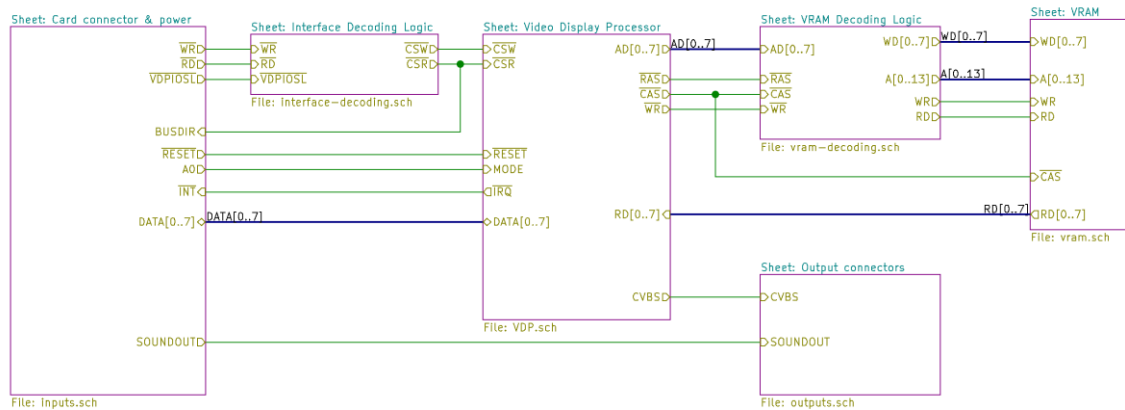 Sheet: Card connector & power
WR
RD
VDPIOSL
BUSDIR
RESET
A0
INT
DATA[0..7]
DATA[0..7]
SOUNDOUT
File: inputs.sch
Sheet: Interface Decoding Logic
WR
RD
VDPIOSL
CSW
CSR
File: interface-decoding.sch
Sheet: Video Display Processor
CSW
CSR
RESET
MODE
IRQ
DATA[0..7]
AD[0..7]
AD[0..7]
RAS
CAS
WR
RD[0..7]
CVBS
File: VDP.sch
Sheet: VRAM Decoding Logic
AD[0..7]
RAS
CAS
WR
WD[0..7]
WD[0..7]
A[0..13]
A[0..13]
WR
RD
File: vram-decoding.sch
Sheet: VRAM
WD[0..7]
A[0..13]
WR
RD
CAS
RD[0..7]
RD[0..7]
File: vram.sch
Sheet: Output connectors
CVBS
SOUNDOUT
File: outputs.sch